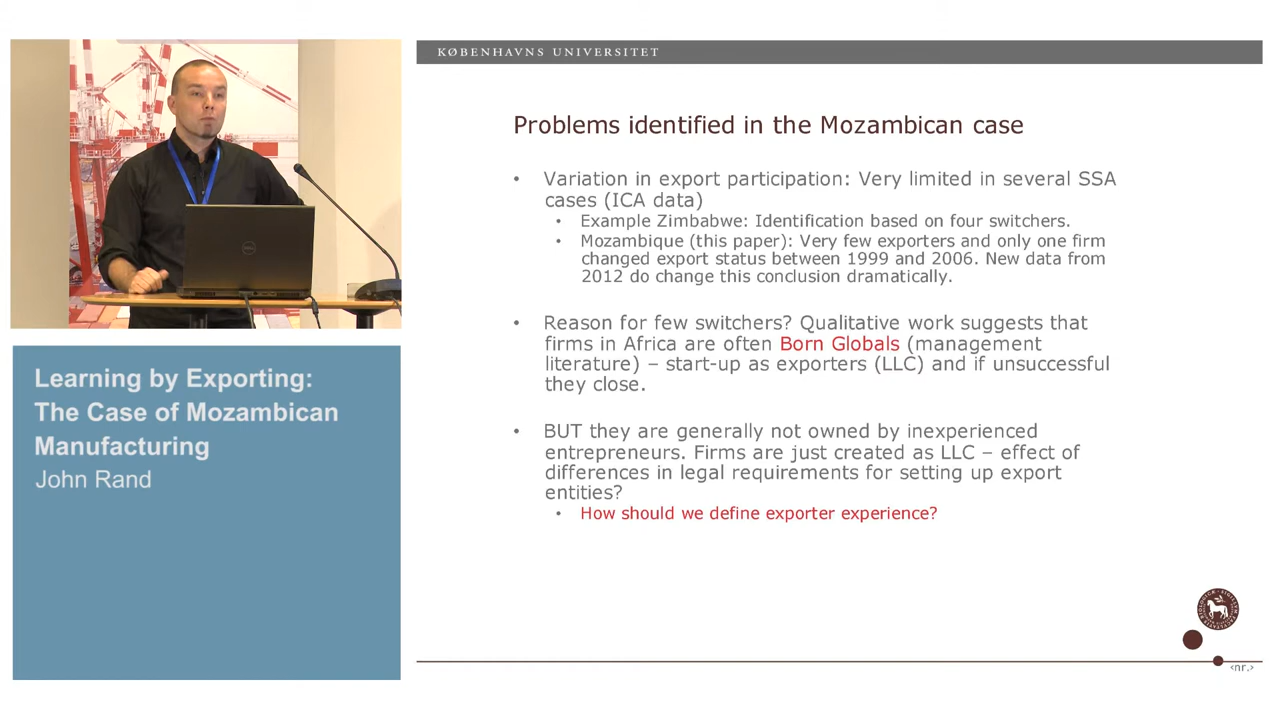 KØBENHAVNS UNIVERSITET
Problems identified in the Mozambican case
• Variation in export participation: Very limited in several SSA
cases (ICA data)
• Example Zimbabwe: Identification based on four switchers.
• Mozambique (this paper): Very few exporters and only one firm
changed export status between 1999 and 2006. New data from
2012 do change this conclusion dramatically.
• Reason for few switchers? Qualitative work suggests that
firms in Africa are often Born Globals (management
literature) – start-up as exporters (LLC) and if unsuccessful
they close.
• BUT they are generally not owned by inexperienced
entrepreneurs. Firms are just created as LLC – effect of
differences in legal requirements for setting up export
entities?
• How should we define exporter experience?
‹nr.›
Learning by Exporting:
The Case of Mozambican
Manufacturing
John Rand